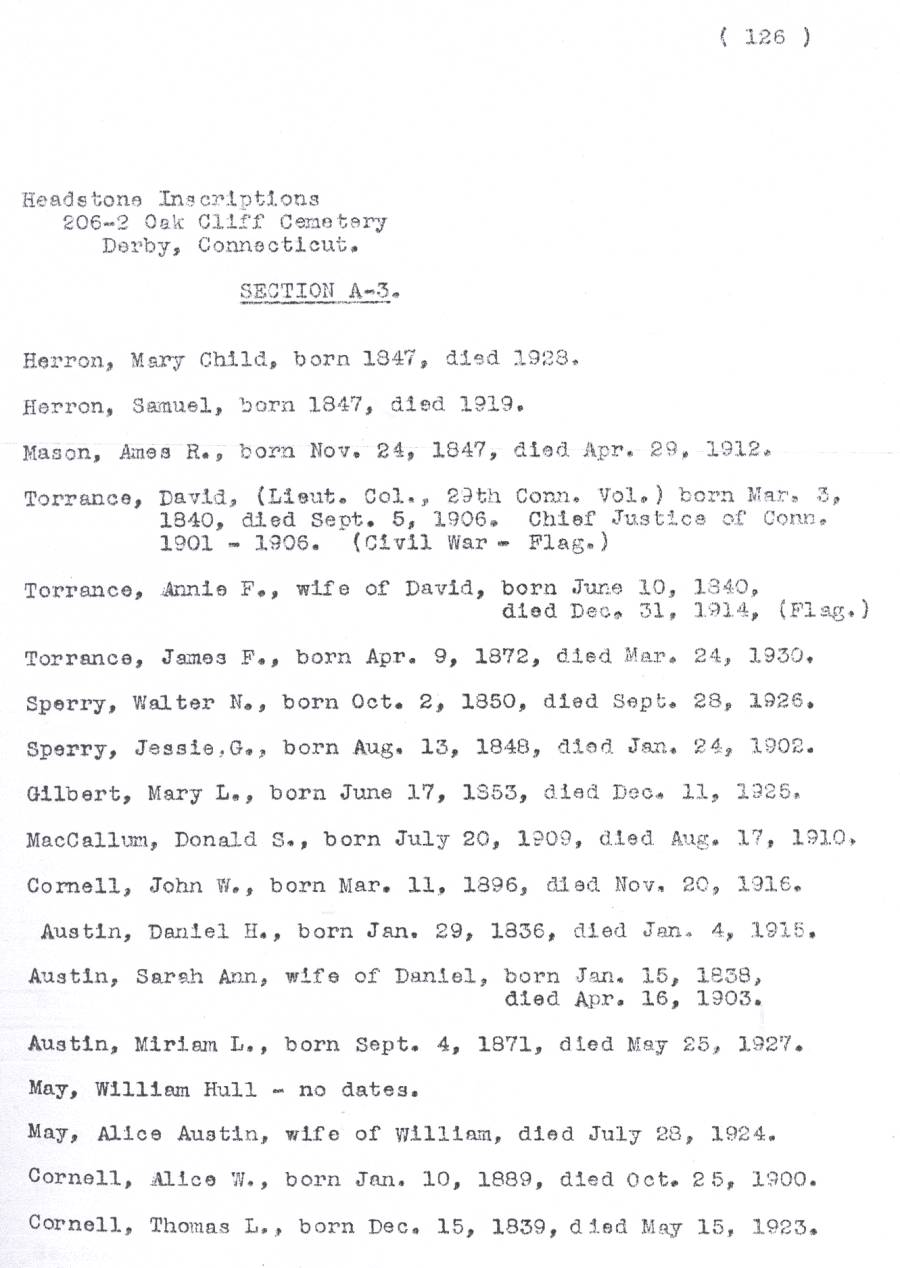 ( 126 )
Headstone Inscriptions
206-2 Oak Cliff Cemetery
Derby, Connecticut.
SECTION A-3.
Herron, Mary Child, born 1847, died 1928.
Herron, Samuel, born 1847, died 1919.
Mason, Ames R., born Nov. 24, 1847, died Apr. 29, 1912.
Torrance, David, (Lieut. Col., 29th Conn. Vol.) born Mar. 3,
1840, died Sept. 5, 1906. Chief Justice of Conn.
1901 - 1906. (Civil War - Flag.)
Torrance, Annie F., wife of David, born June 10, 1840,
died Dec. 31, 1914, (Flag.)
Torrance, James F., born Apr. 9, 1872, died Mar. 24, 1930.
Sperry, Walter N., born Oct. 2, 1850, died Sept. 28, 1926.
Sperry, Jessie,G., born Aug. 13, 1848, died Jan. 24, 1902.
Gilbert, Mary L., born June 17, 1853, died Dec. 11,
MacCallum, Donald S., born July 20, 1909, died Aug. 17, 1910.
Cornell, John W., born Mar. 11, 1896, died Nov. 20, 1916.
Austin, Daniel H., born Jan. 29, 1836, died Jan. 4, 1915.
Austin, Sarah Ann, wife of Daniel, born Jan. 15, 1838,
died Apr. 16, 1903.
Austin, Miriam L., born Sept. 4, 1871, died May 25, 1927.
May, William Hull - no dates.
May, Alice Austin, wife of William, died July 28, 1924.
Cornell, Alice W., born Jan. 10, 1889, died Oct. 25, 1900.
Cornell, Thomas L., born Dec. 15, 1839, died May 15, 1923.